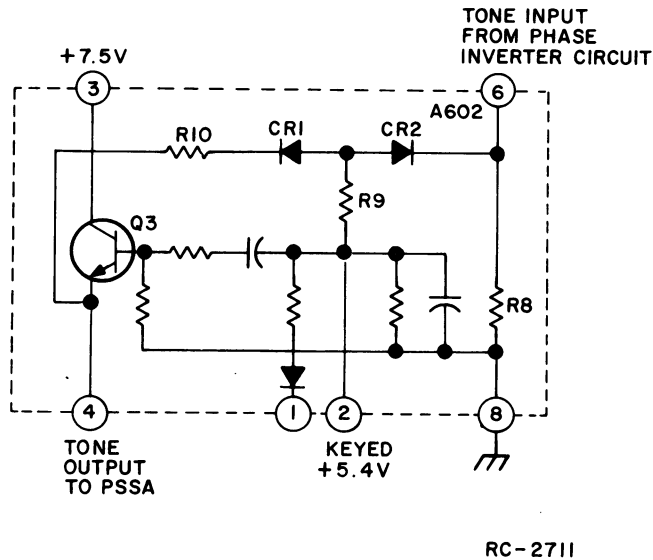 TONE INPUT
FROM PHASE
INVERTER CIRCUIT
+7.5V
3
6
A602
R10
CR1
CR2
R9
Q3
R8
4
1
2
8
TONE
OUTPUT
TO PSSA
KEYED
+5.4V
RC-2711